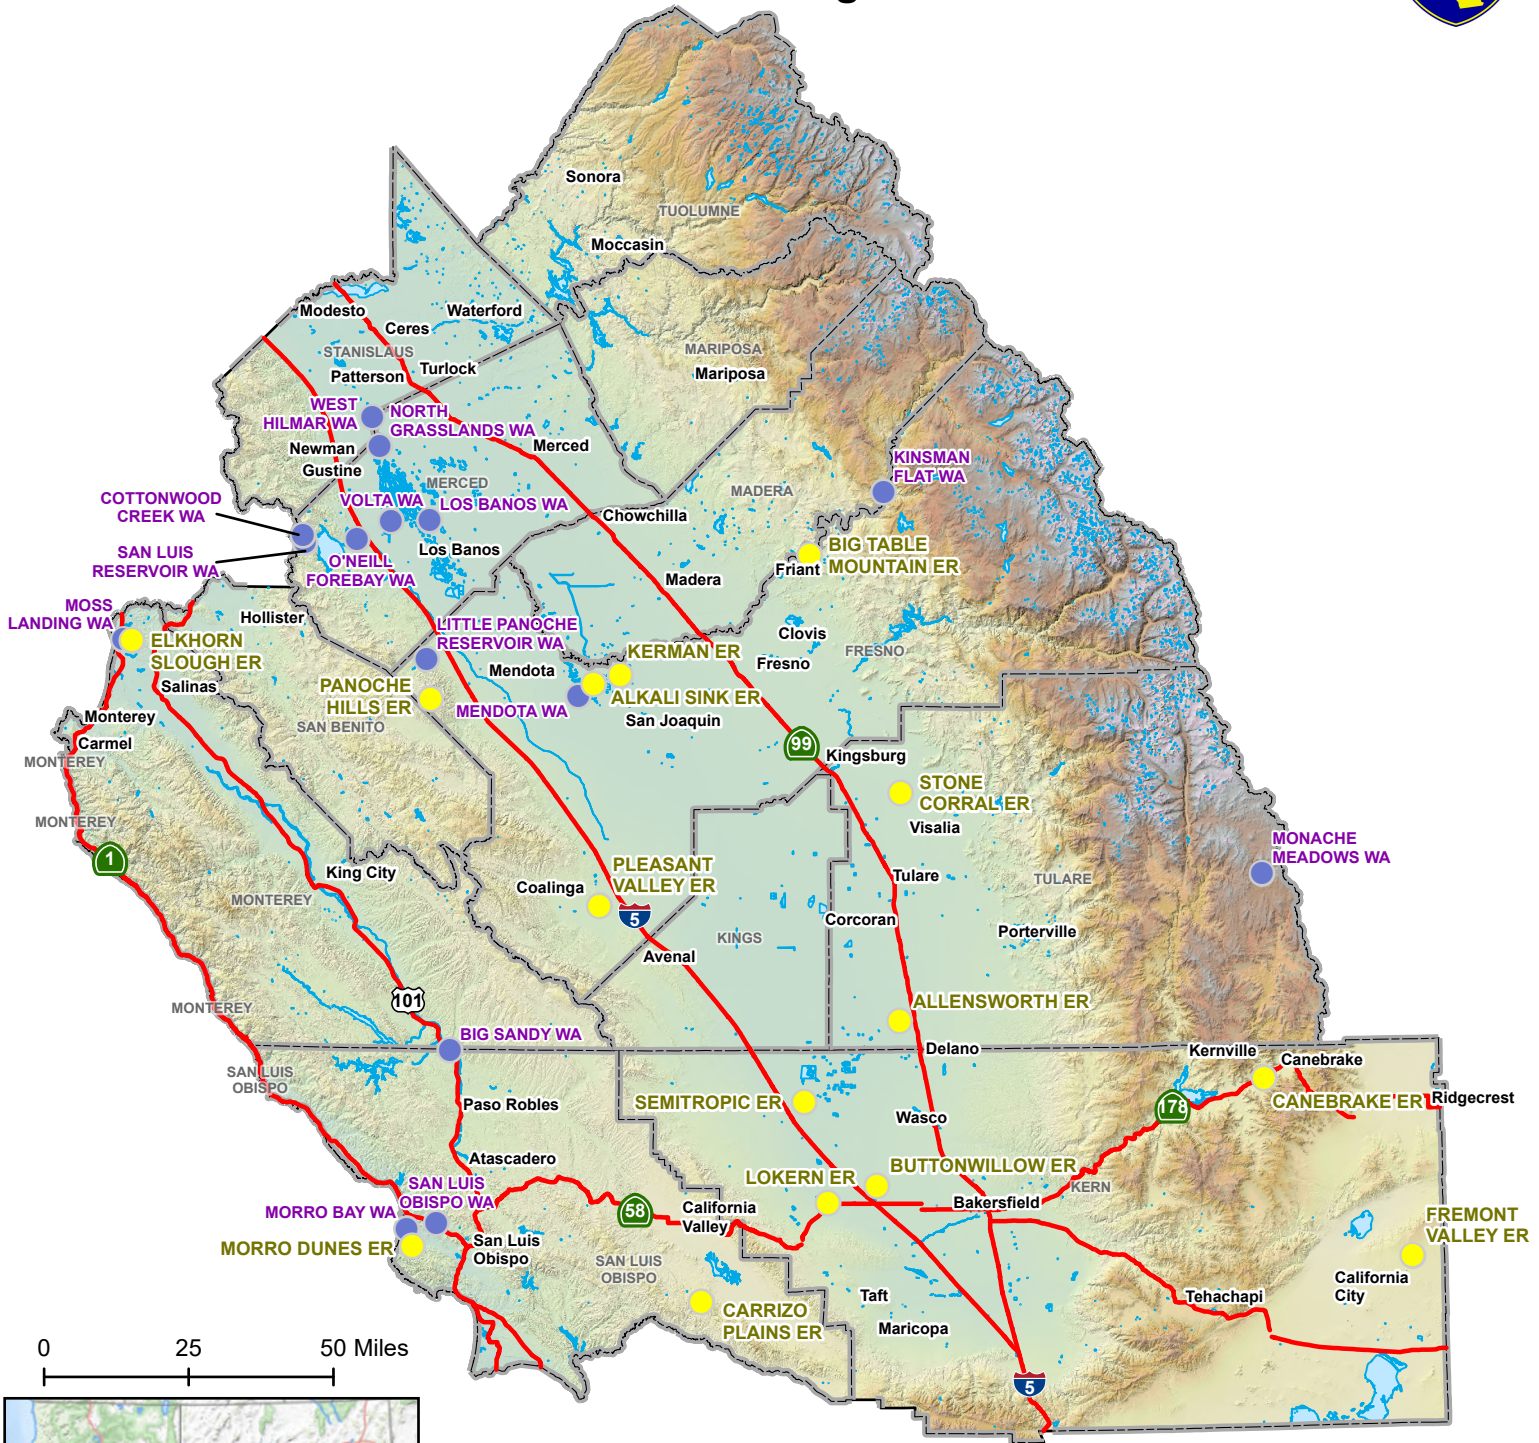 Sonora
TUOLUMNE
Moccasin
Modesto
Waterford
Ceres
STANISLAUS
Turlock
Patterson
MARIPOSA
Mariposa
WEST
HILMAR WA
NORTH
GRASSLANDS WA
Newman
Merced
Gustine
KINSMAN
FLAT WA
MERCED
MADERA
COTTONWOOD
CREEK WA
VOLTA WA
LOS BANOS WA
Chowchilla
SAN LUIS
RESERVOIR WA
O'NEILL
FOREBAY WA
Los Banos
BIG TABLE
MOUNTAIN ER
Friant
Madera
MOSS
LANDING WA
Hollister
LITTLE PANOCHE
RESERVOIR WA
Clovis
ELKHORN
SLOUGH ER
KERMAN ER
FRESNO
Fresno
Mendota
Salinas
PANOCHE
HILLS ER
ALKALI SINK ER
MENDOTA WA
San Joaquin
Monterey
SAN BENITO
Carmel
99
Kingsburg
MONTEREY
STONE
CORRAL ER
MONTEREY
Visalia
1
MONACHE
MEADOWS WA
King City
PLEASANT
VALLEY ER
Coalinga
Tulare
TULARE
MONTEREY
5
Corcoran
Porterville
KINGS
Avenal
101
MONTEREY
ALLENSWORTH ER
BIG SANDY WA
Delano
Kernville
Canebrake
SAN LUIS
OBISPO
Paso Robles
SEMITROPIC ER
Wasco
178
CANEBRAKE ER
Ridgecrest
Atascadero
BUTTONWILLOW ER
LOKERN ER
KERN
SAN LUIS
OBISPO WA
Bakersfield
MORRO BAY WA
58
California
Valley
FREMONT
VALLEY ER
MORRO DUNES ER
San Luis
Obispo
SAN LUIS
OBISPO
California
City
Taft
Tehachapi
CARRIZO
PLAINS ER
Maricopa
0 25 50 Miles
5